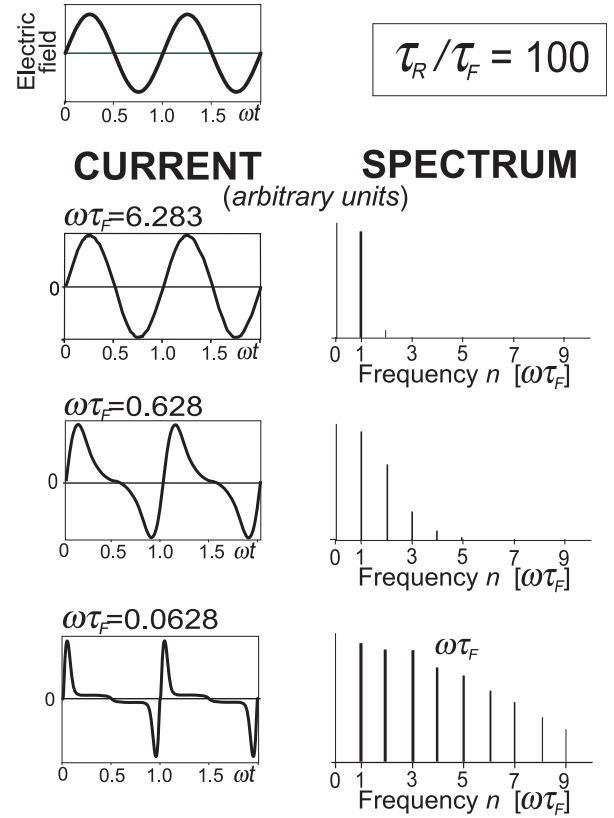 Electric
field
0 0.5 1.0 1.5 ωt
τR/τF = 100
CURRENT SPECTRUM
(arbitrary units)
ωτF=6.283
0
0 0.5 1.0 1.5 ωt
0 1 3 5 7 9
Frequency n [ωτF]
ωτF=0.628
0
0 0.5 1.0 1.5 ωt
0 1 3 5 7 9
Frequency n [ωτF]
ωτF=0.0628
0
0 0.5 1.0 1.5 ωt
ωτF
0 1 3 5 7 9
Frequency n [ωτF]